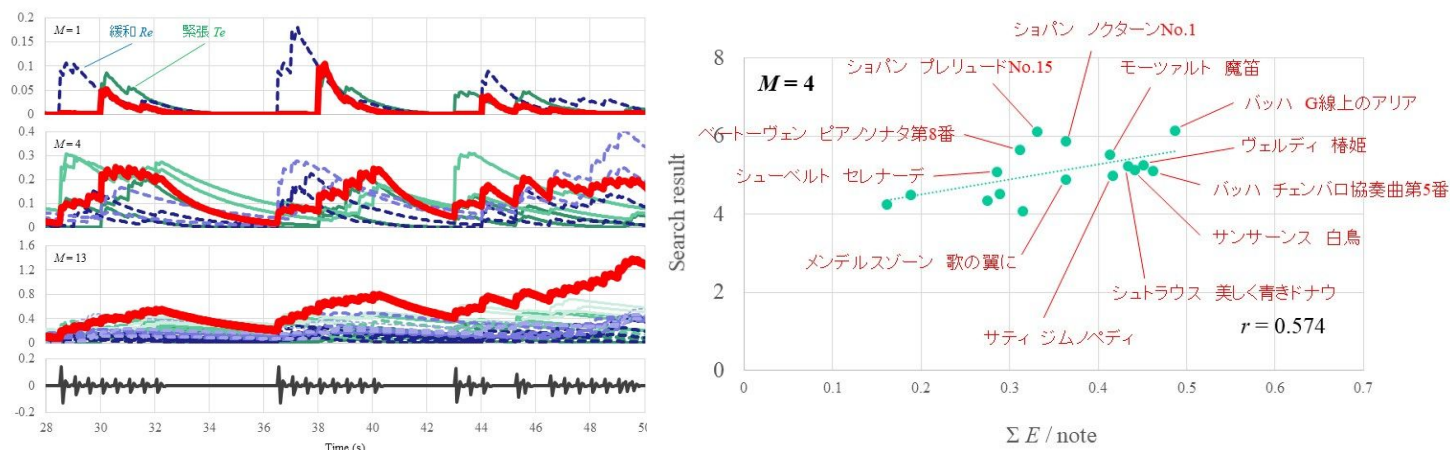 0.2
0.15
0.1
0.05
0
M = 1
緩和 Re
緊張 Te
0.4
0.3
0.2
0.1
0
M = 4
1.6
1.2
0.8
0.4
0
M = 13
0.2
0
-0.2
28 30 32 34 36 38 40 42 44 46 48 50
Time (s)
ショパン ノクターンNo.1
ショパン プレリュードNo.15
モーツァルト 魔笛
M = 4
バッハ G線上のアリア
ベートーヴェン ピアノソナタ第8番
ヴェルディ 椿姫
シューベルト セレナーデ
バッハ チェンバロ協奏曲第5番
サンサーンス 白鳥
メンデルスゾーン 歌の翼に
シュトラウス 美しく青きドナウ
サティ ジムノペディ
r = 0.574
Search result
8
6
4
2
0
0 0.1 0.2 0.3 0.4 0.5 0.6 0.7
Σ E / note